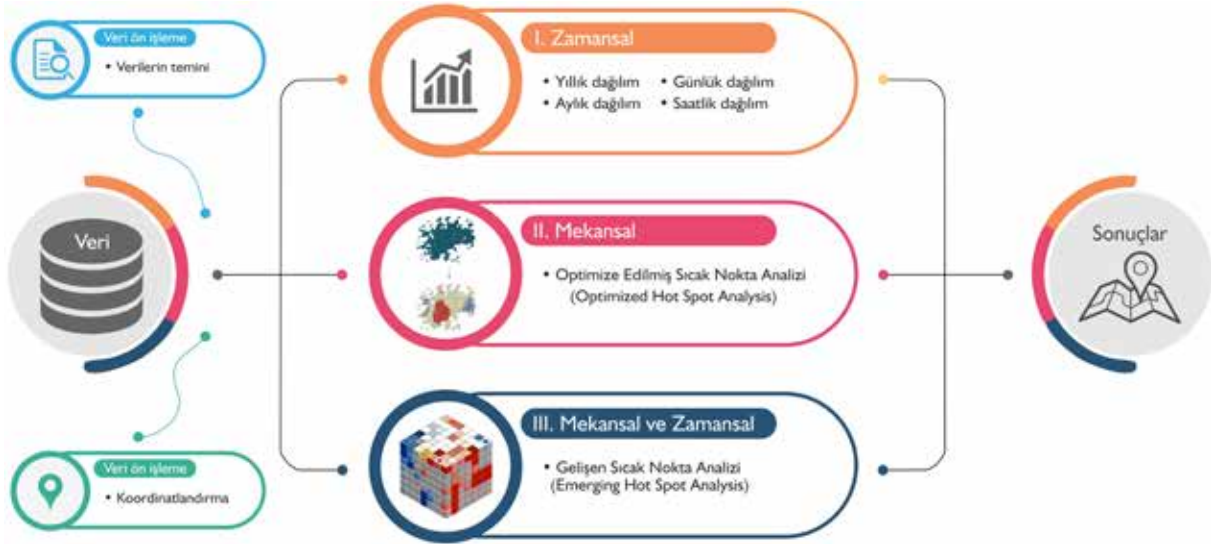 Veri ön işleme
• Verilerin temini
Veri
Veri ön işleme
• Koordinatlandırma
I. Zamansal
• Yıllık dağılım • Günlük dağılım
• Aylık dağılım • Saatlik dağılım
II. Mekansal
• Optimize Edilmiş Sıcak Nokta Analizi
(Optimized Hot Spot Analysis)
III. Mekansal ve Zamansal
• Gelişen Sıcak Nokta Analizi
(Emerging Hot Spot Analysis)
Sonuçlar